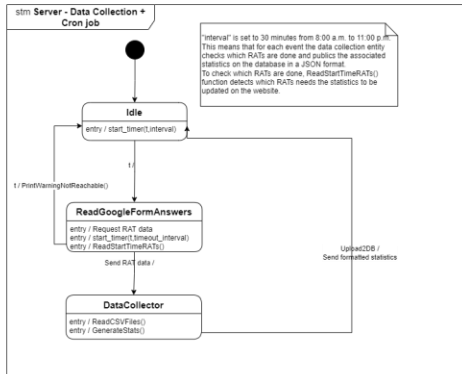 stm Server - Data Collection +
Cron job
"interval" is set to 30 minutes from 8:00 a.m. to 11:00 p.m.
This means that for each event the data collection entity
checks which RATs are done and publics the associated
statistics on the database in a JSON format.
To check which RATs are done, ReadStartTimeRATs()
function detects which RATs needs the statistics to be
updated on the website.
Idle
entry / start_timer(t,interval)
t /
t / PrintWarningNotReachable()
ReadGoogleFormAnswers
entry / Request RAT data
entry / start_timer(t,timeout_interval)
entry / ReadStartTimeRATs()
Send RAT data /
Upload2DB /
Send formatted statistics
DataCollector
entry / ReadCSVFiles()
entry / GenerateStats()